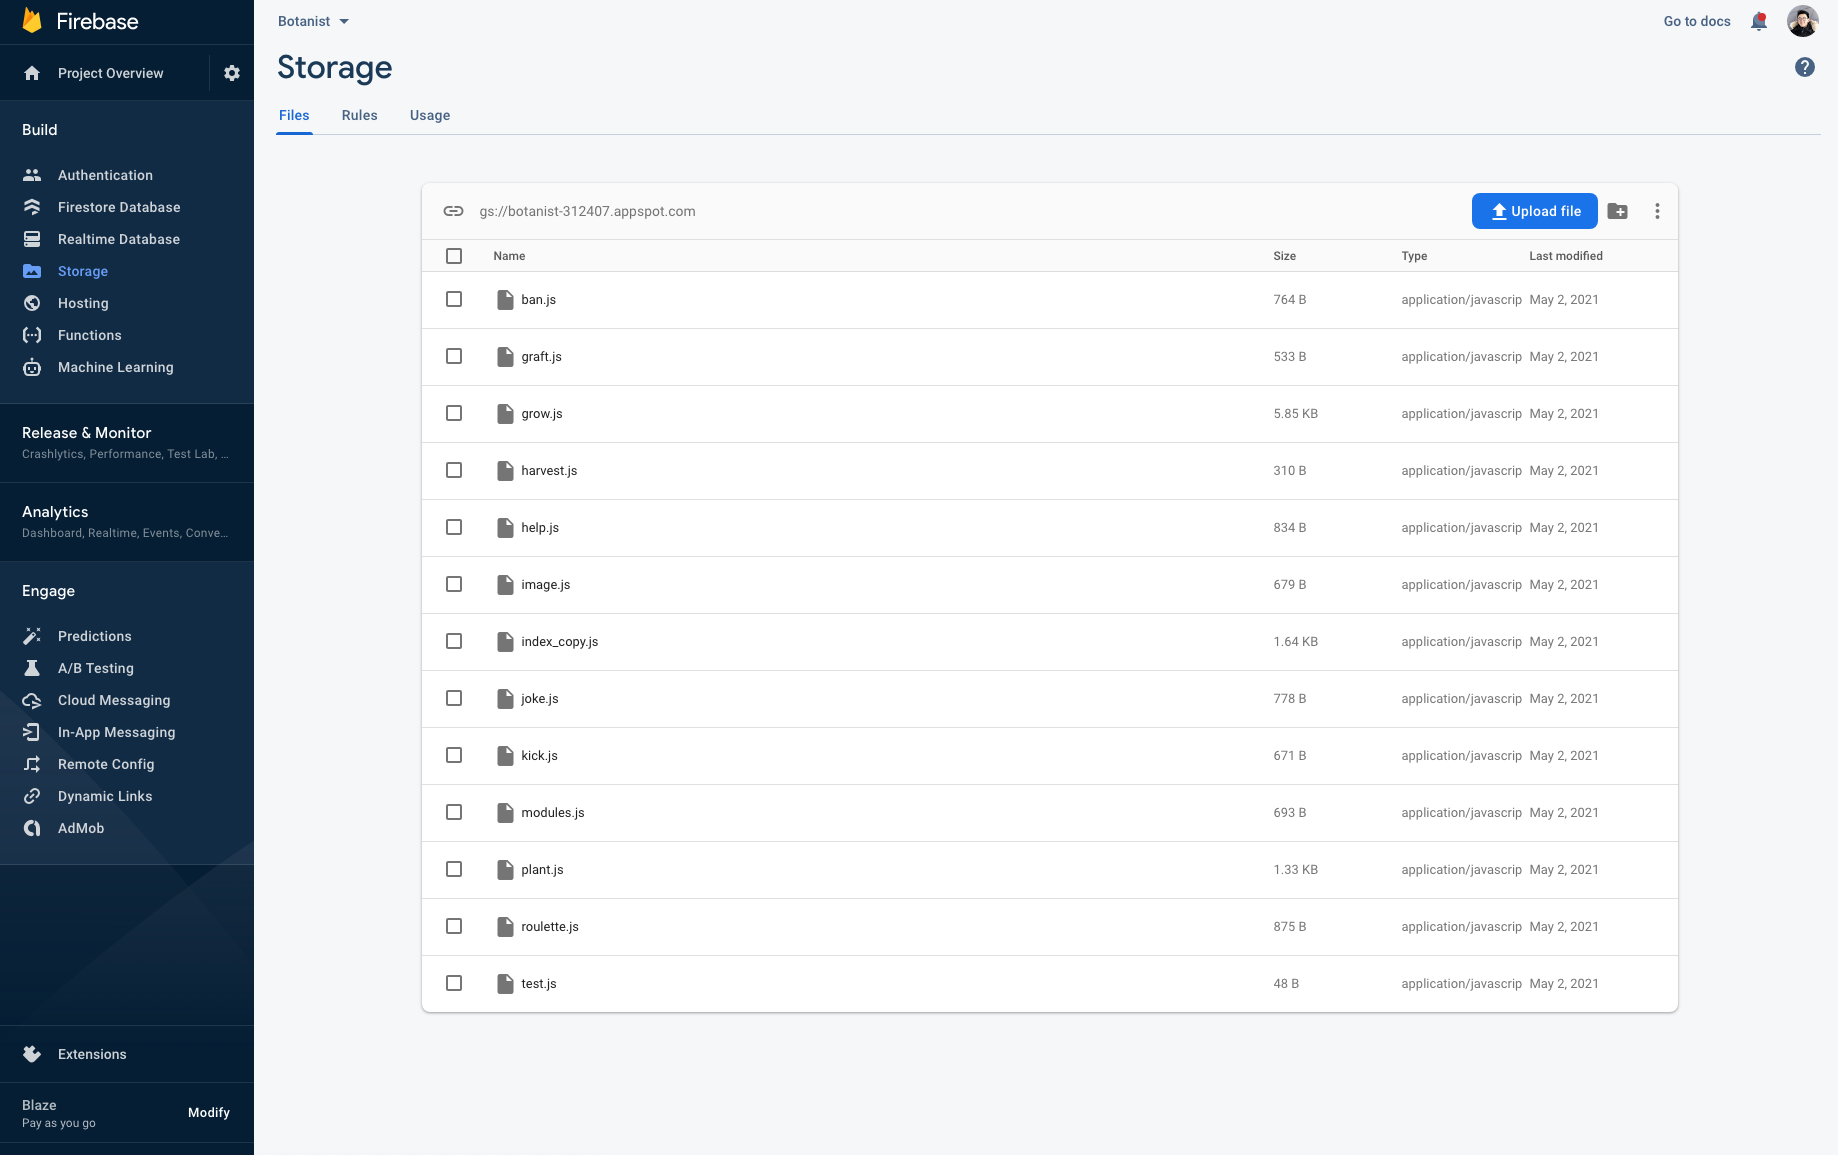 Firebase
Project Overview
Build
Authentication
Firestore Database
Realtime Database
Storage
Hosting
Functions
Machine Learning
Release & Monitor
Crashlytics, Performance, Test Lab, ...
Analytics
Dashboard, Realtime, Events, Conve...
Engage
Predictions
A/B Testing
Cloud Messaging
In-App Messaging
Remote Config
Dynamic Links
AdMob
Extensions
Blaze
Pay as you go
Modify
Botanist
Go to docs
Storage
Files Rules Usage
gs://botanist-312407.appspot.com
Upload file
Name Size Type Last modified
ban.js 764 B application/javascrip May 2, 2021
graft.js 533 B application/javascrip May 2, 2021
grow.js 5.85 KB application/javascrip May 2, 2021
harvest.js 310 B application/javascrip May 2, 2021
help.js 834 B application/javascrip May 2, 2021
image.js 679 B application/javascrip May 2, 2021
index_copy.js 1.64 KB application/javascrip May 2, 2021
joke.js 778 B application/javascrip May 2, 2021
kick.js 671 B application/javascrip May 2, 2021
modules.js 693 B application/javascrip May 2, 2021
plant.js 1.33 KB application/javascrip May 2, 2021
roulette.js 875 B application/javascrip May 2, 2021
test.js 48 B application/javascrip May 2, 2021